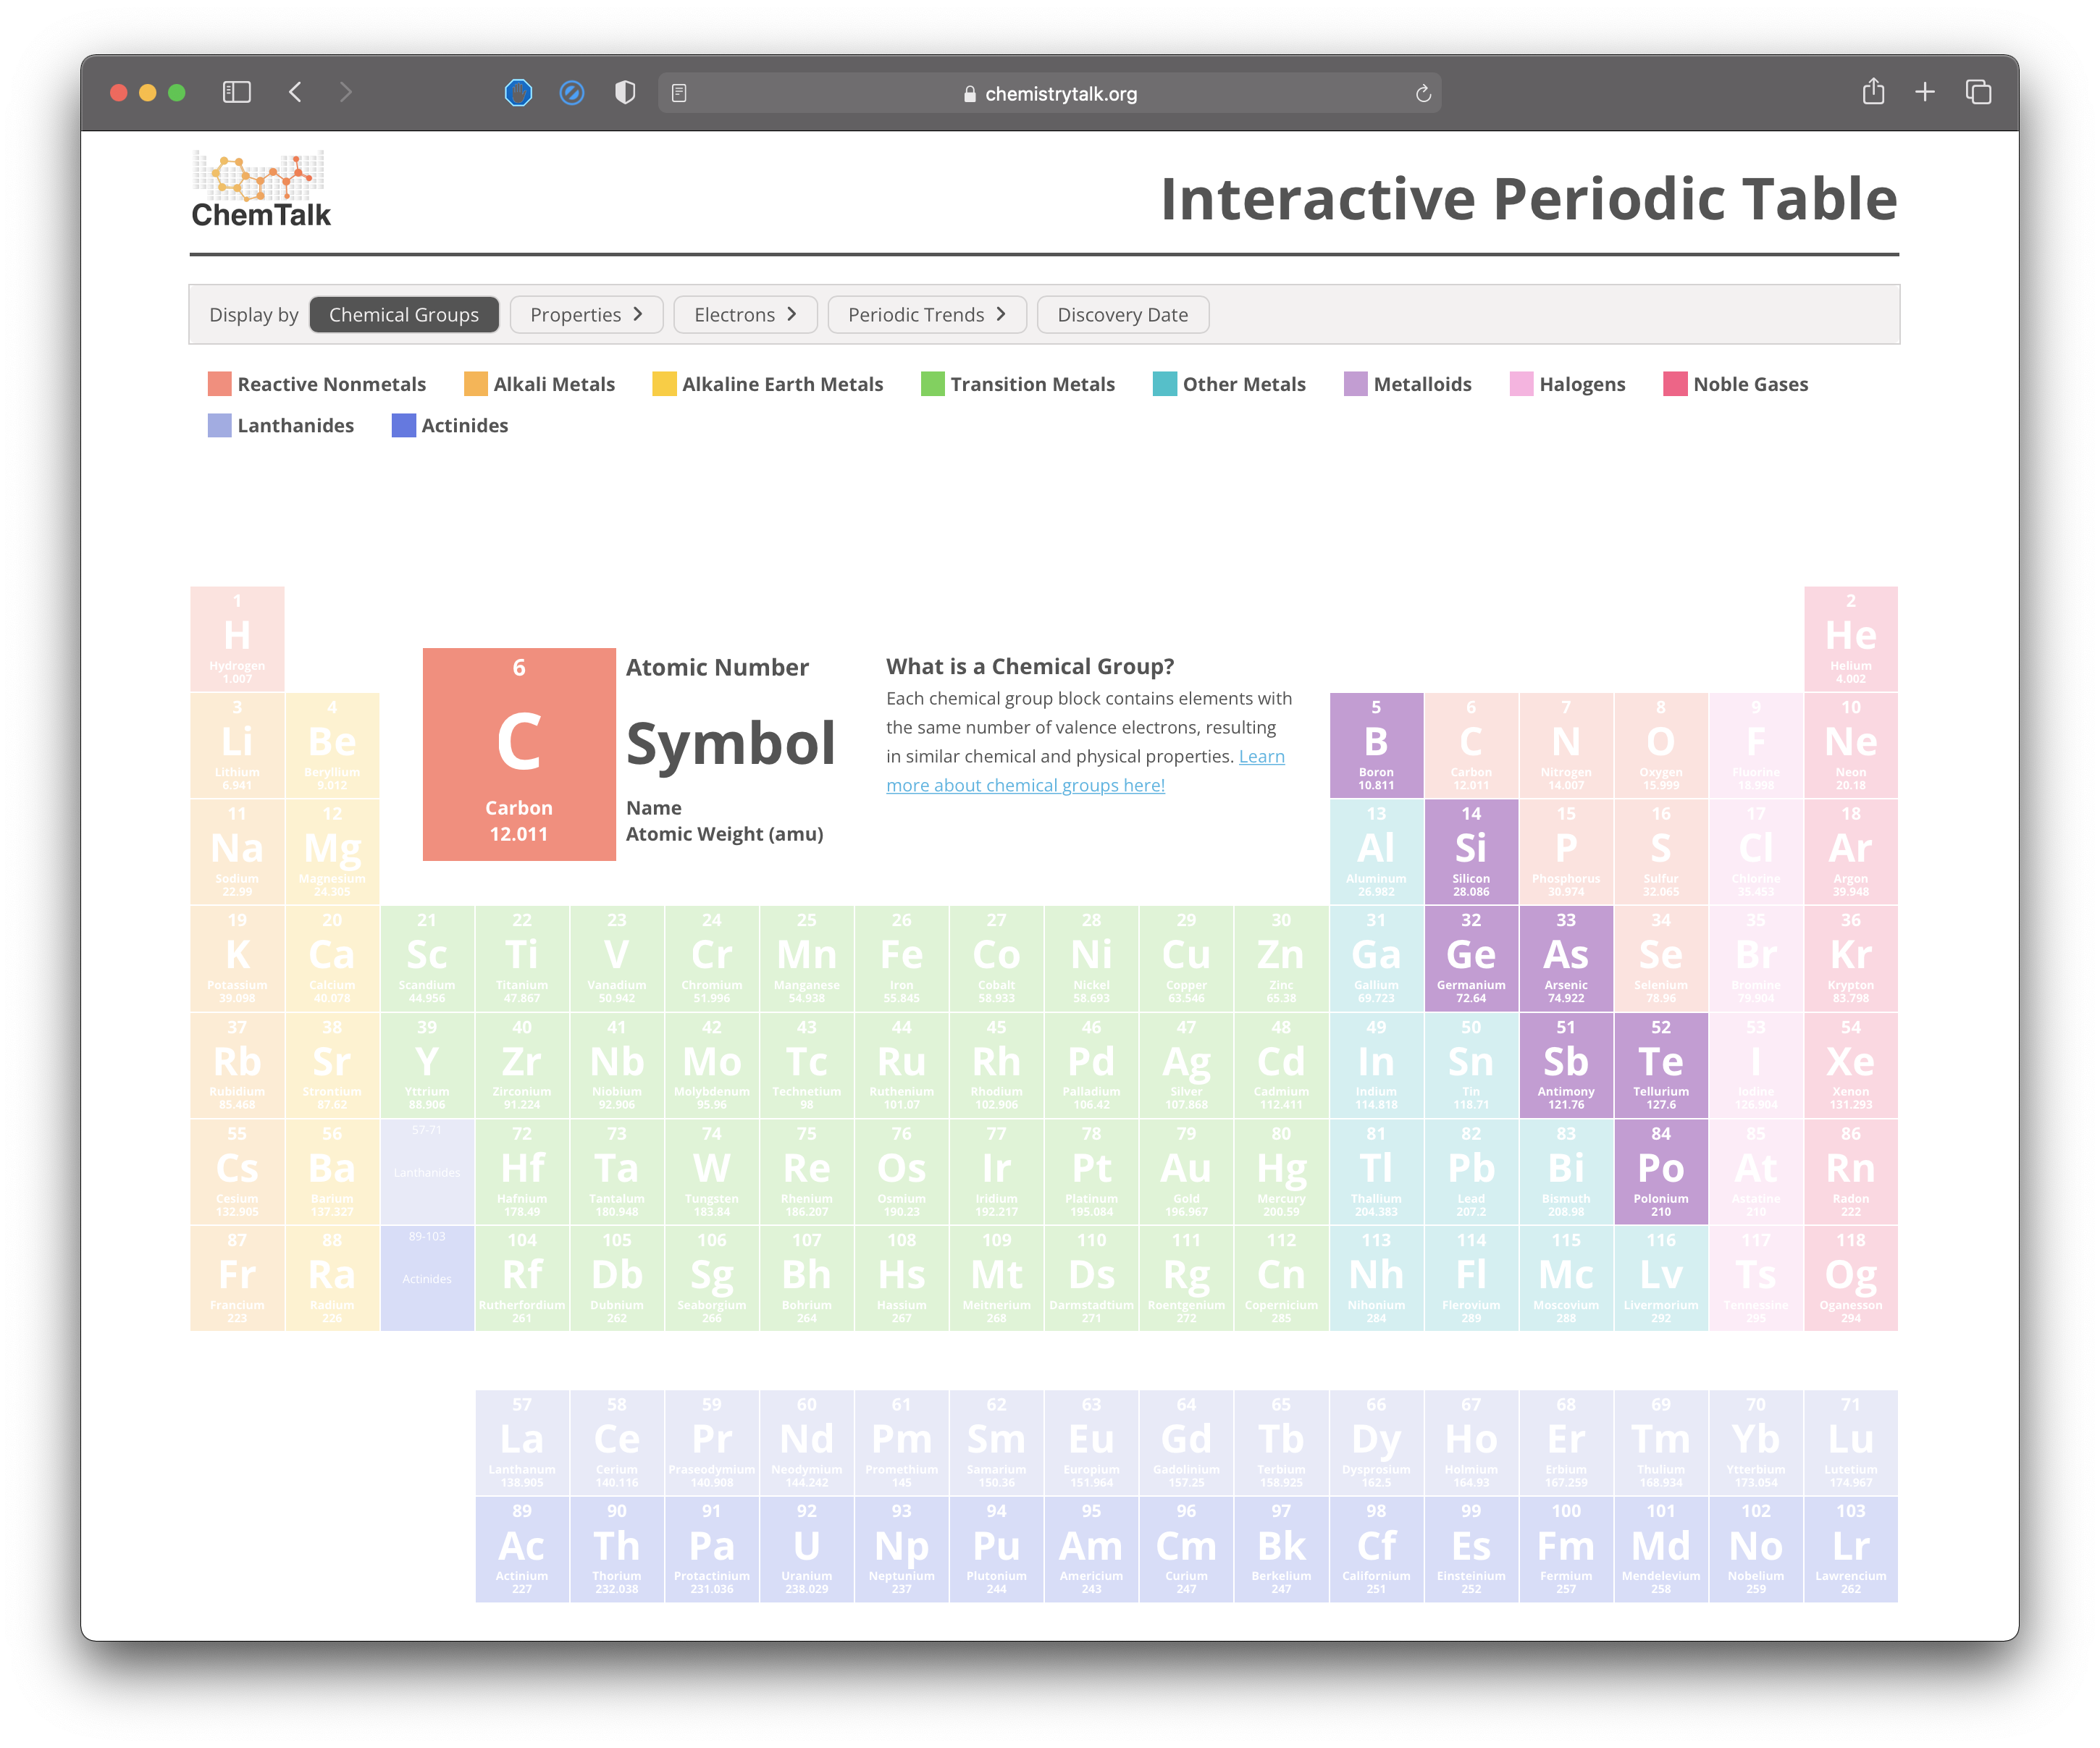 chemistrytalk.org
ChemTalk
Interactive Periodic Table
Display by Chemical Groups Properties Electrons Periodic Trends Discovery Date
Reactive Nonmetals Alkali Metals Alkaline Earth Metals Transition Metals Other Metals Metalloids Halogens Noble Gases
Lanthanides Actinides
1 2
H He
Hydrogen Helium
1.007 4.002
6 Atomic Number
C Symbol
Carbon Name
12.011 Atomic Weight (amu)
What is a Chemical Group?
Each chemical group block contains elements with
the same number of valence electrons, resulting
in similar chemical and physical properties. Learn
more about chemical groups here!
3 4 5 6 7 8 9 10
Li Be B C N O F Ne
Lithium Beryllium Boron Carbon Nitrogen Oxygen Fluorine Neon
6.941 9.012 10.811 12.011 14.007 15.999 18.998 20.18
11 12 13 14 15 16 17 18
Na Mg Al Si P S Cl Ar
Sodium Magnesium Aluminum Silicon Phosphorus Sulfur Chlorine Argon
22.99 24.305 26.982 28.086 30.974 32.065 35.453 39.948
19 20 21 22 23 24 25 26 27 28 29 30 31 32 33 34 35 36
K Ca Sc Ti V Cr Mn Fe Co Ni Cu Zn Ga Ge As Se Br Kr
Potassium Calcium Scandium Titanium Vanadium Chromium Manganese Iron Cobalt Nickel Copper Zinc Gallium Germanium Arsenic Selenium Bromine Krypton
39.098 40.078 44.956 47.867 50.942 51.996 54.938 55.845 58.933 58.693 63.546 65.38 69.723 72.64 74.922 78.96 79.904 83.798
37 38 39 40 41 42 43 44 45 46 47 48 49 50 51 52 53 54
Rb Sr Y Zr Nb Mo Tc Ru Rh Pd Ag Cd In Sn Sb Te I Xe
Rubidium Strontium Yttrium Zirconium Niobium Molybdenum Technetium Ruthenium Rhodium Palladium Silver Cadmium Indium Tin Antimony Tellurium Iodine Xenon
85.468 87.62 88.906 91.224 92.906 95.96 98 101.07 102.906 106.42 107.868 112.411 114.818 118.71 121.76 127.6 126.904 131.293
55 56 57-71 72 73 74 75 76 77 78 79 80 81 82 83 84 85 86
Cs Ba Lanthanides Hf Ta W Re Os Ir Pt Au Hg Tl Pb Bi Po At Rn
Cesium Barium Hafnium Tantalum Tungsten Rhenium Osmium Iridium Platinum Gold Mercury Thallium Lead Bismuth Polonium Astatine Radon
132.905 137.327 178.49 180.948 183.84 186.207 190.23 192.217 195.084 196.967 200.59 204.383 207.2 208.98 210 210 222
87 88 89-103 104 105 106 107 108 109 110 111 112 113 114 115 116 117 118
Fr Ra Actinides Rf Db Sg Bh Hs Mt Ds Rg Cn Nh Fl Mc Lv Ts Og
Francium Radium Rutherfordium Dubnium Seaborgium Bohrium Hassium Meitnerium Darmstadtium Roentgenium Copernicium Nihonium Flerovium Moscovium Livermorium Tennessine Oganesson
223 226 261 262 266 264 267 268 271 272 285 284 289 288 292 295 294
57 58 59 60 61 62 63 64 65 66 67 68 69 70 71
La Ce Pr Nd Pm Sm Eu Gd Tb Dy Ho Er Tm Yb Lu
Lanthanum Cerium Praseodymium Neodymium Promethium Samarium Europium Gadolinium Terbium Dysprosium Holmium Erbium Thulium Ytterbium Lutetium
138.905 140.116 140.908 144.242 145 150.36 151.964 157.25 158.925 162.5 164.93 167.259 168.934 173.054 174.967
89 90 91 92 93 94 95 96 97 98 99 100 101 102 103
Ac Th Pa U Np Pu Am Cm Bk Cf Es Fm Md No Lr
Actinium Thorium Protactinium Uranium Neptunium Plutonium Americium Curium Berkelium Californium Einsteinium Fermium Mendelevium Nobelium Lawrencium
227 232.038 231.036 238.029 237 244 243 247 247 251 252 257 258 259 262